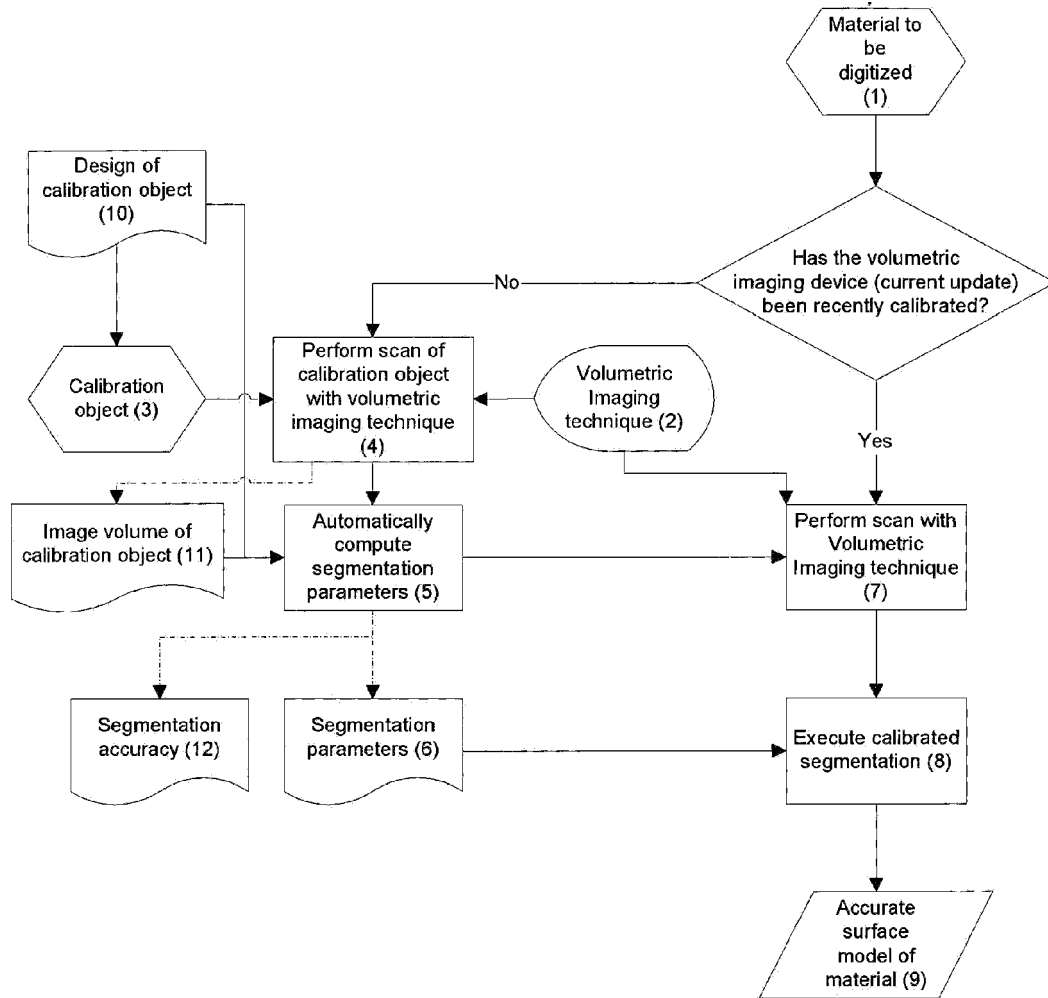 Material to
be
digitized
(1)
Design of
calibration object
(10)
Has the volumetric
imaging device (current update)
been recently calibrated?
No
Perform scan of
calibration object
with volumetric
imaging technique
(4)
Volumetric
Imaging
technique (2)
Calibration
object (3)
Yes
Image volume of
calibration object (11)
Automatically
compute
segmentation
parameters (5)
Perform scan with
Volumetric
Imaging technique
(7)
Segmentation
accuracy (12)
Segmentation
parameters (6)
Execute calibrated
segmentation (8)
Accurate
surface
model of
material (9)